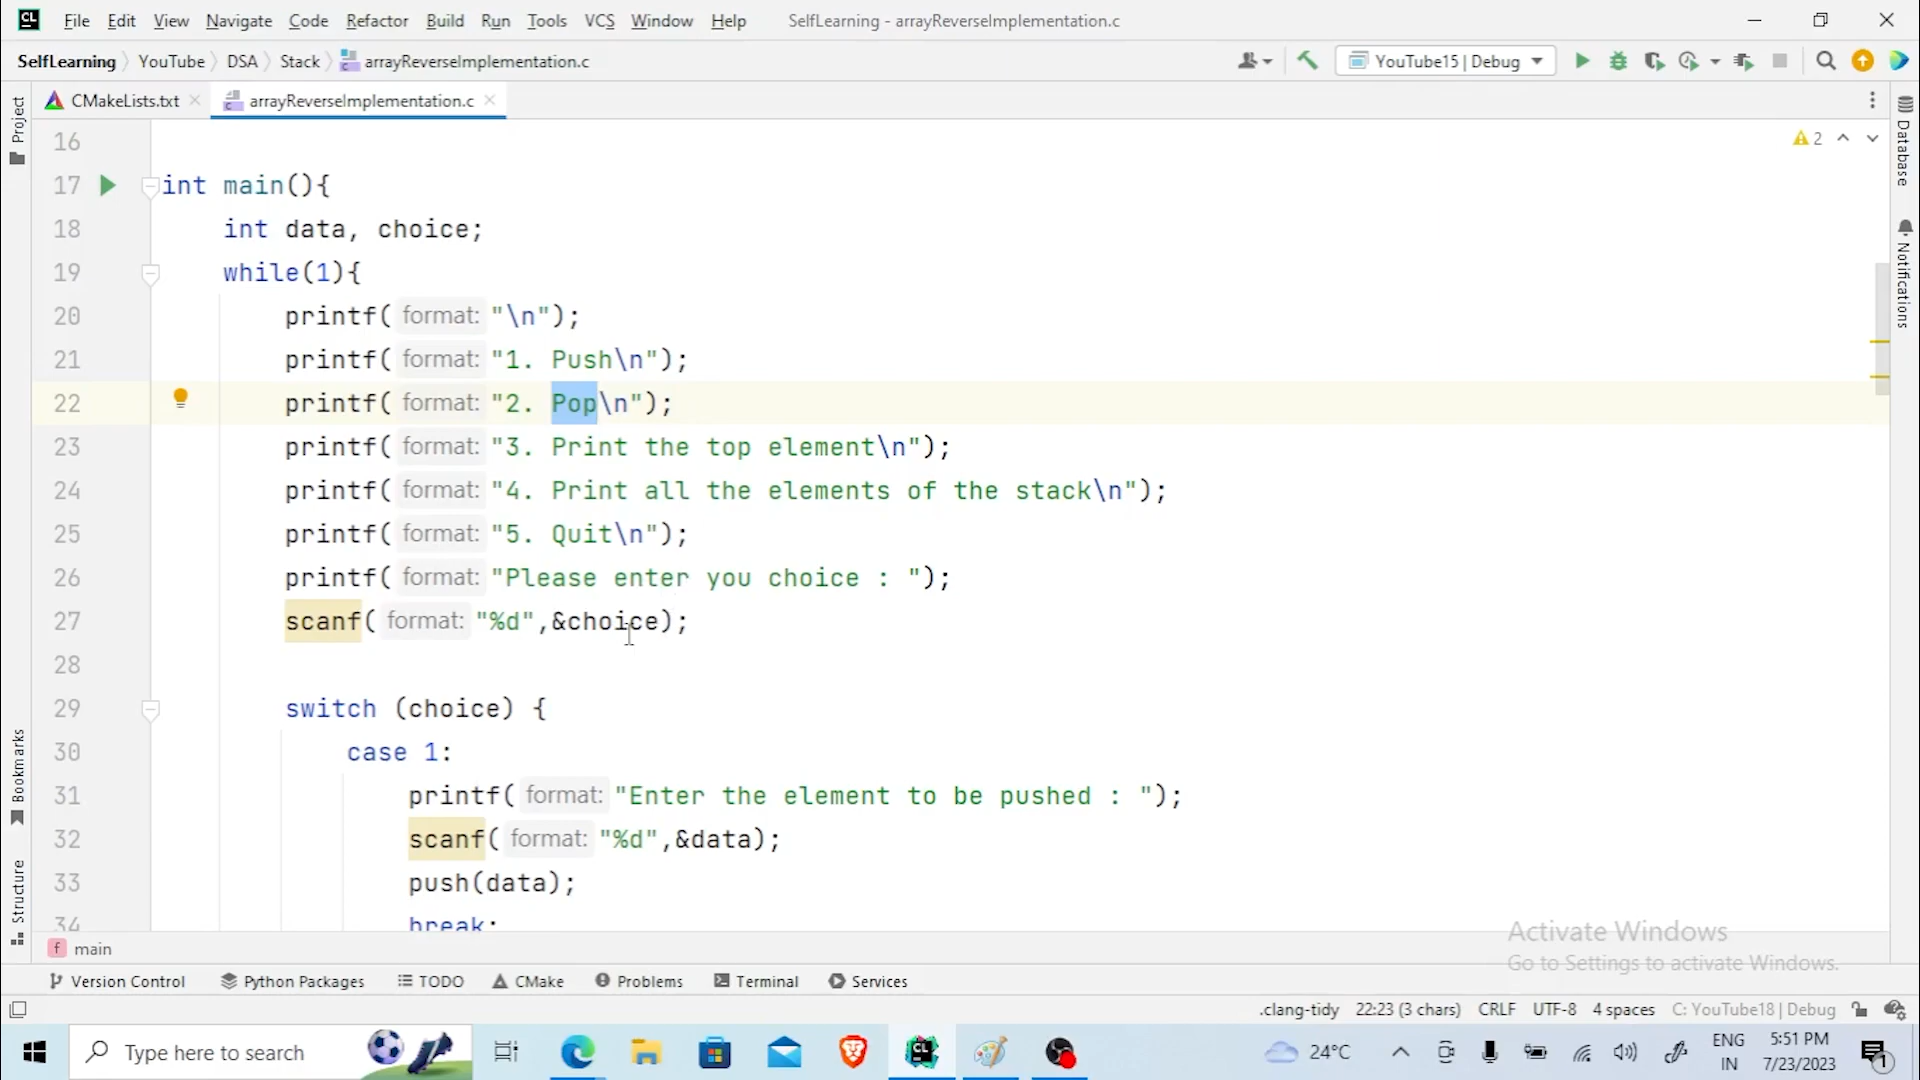 CL File Edit View Navigate Code Refactor Build Run Tools VCS Window Help SelfLearning - arrayReverseImplementation.c
SelfLearning YouTube DSA Stack arrayReverseImplementation.c YouTube15 | Debug
CMakeLists.txt arrayReverseImplementation.c
Project
Database
Notifications
2
16
17 int main(){
18 int data, choice;
19 while(1){
20 printf( format: "\n");
21 printf( format: "1. Push\n");
22 printf( format: "2. Pop\n");
23 printf( format: "3. Print the top element\n");
24 printf( format: "4. Print all the elements of the stack\n");
25 printf( format: "5. Quit\n");
26 printf( format: "Please enter you choice : ");
27 scanf( format: "%d",&choice);
28
29 switch (choice) {
30 case 1:
31 printf( format: "Enter the element to be pushed : ");
32 scanf( format: "%d",&data);
33 push(data);
34 break;
Bookmarks
Structure
f main
Activate Windows
Go to Settings to activate Windows.
Version Control Python Packages TODO CMake Problems Terminal Services
.clang-tidy 22:23 (3 chars) CRLF UTF-8 4 spaces C: YouTube18 | Debug
Type here to search 24°C ENG 5:51 PM
IN 7/23/2023 1